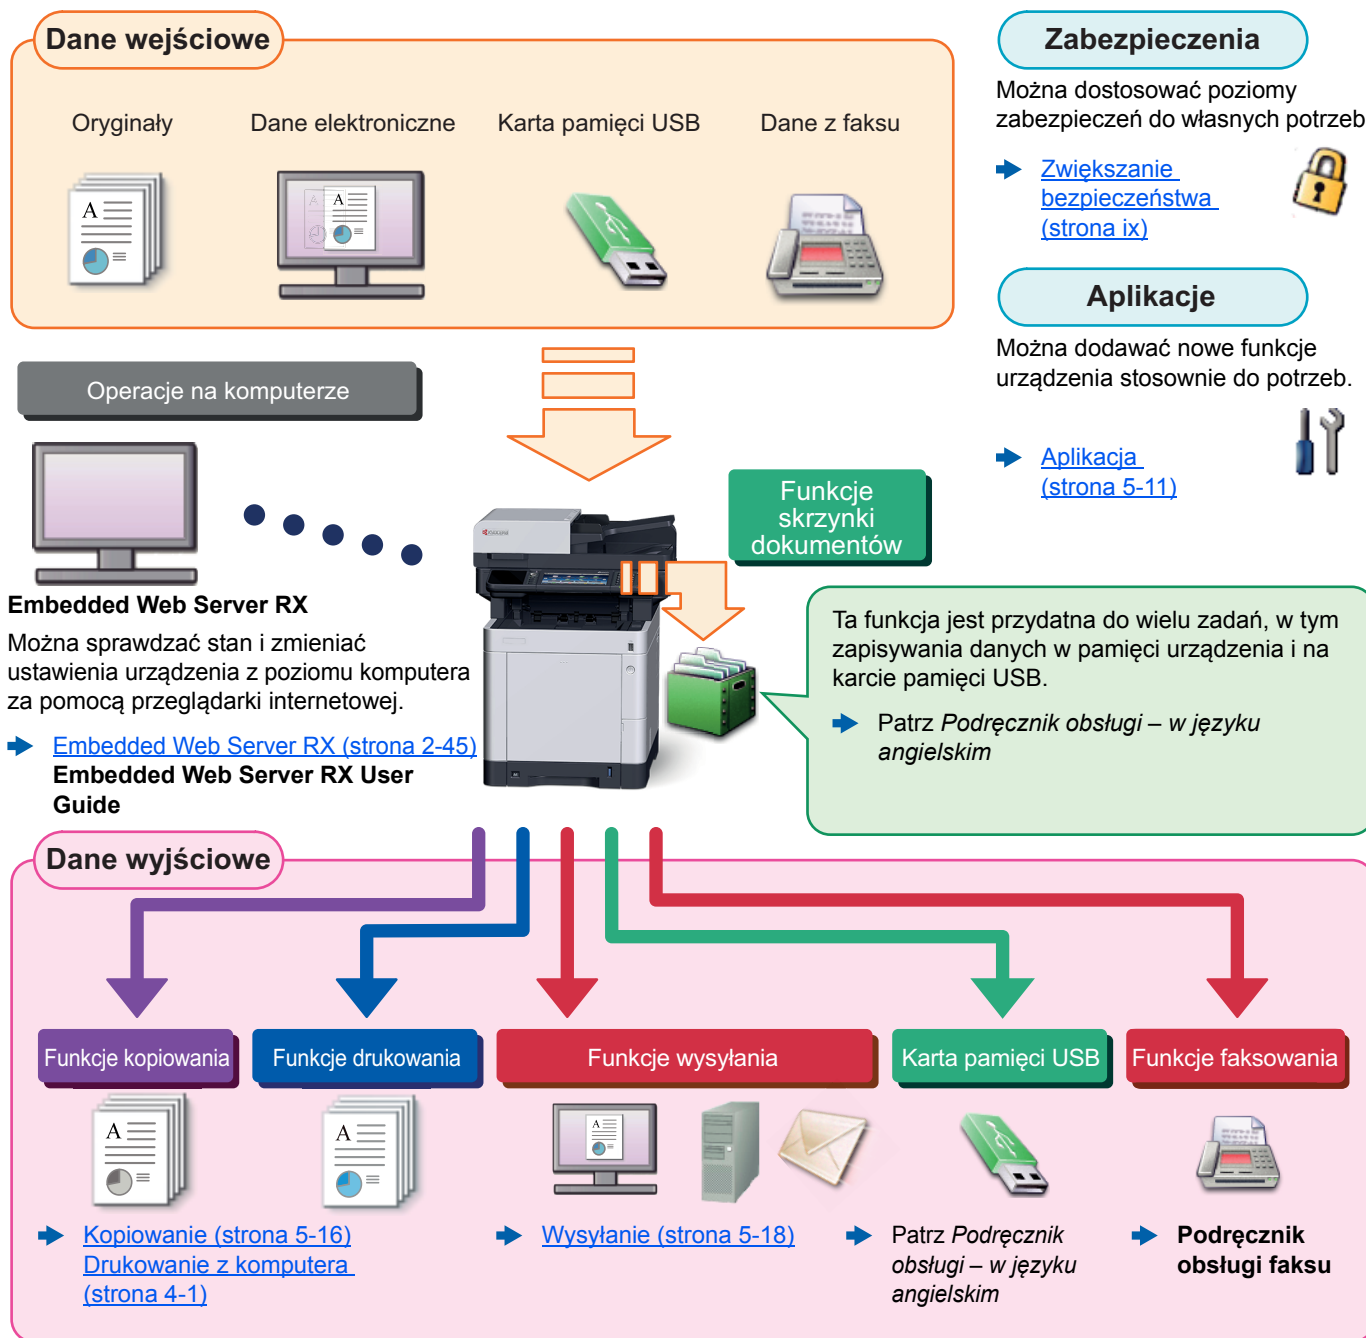 Dane wejściowe
Oryginały
Dane elektroniczne
Karta pamięci USB
Dane z faksu
Zabezpieczenia
Można dostosować poziomy
zabezpieczeń do własnych potrzeb
Zwiększanie
bezpieczeństwa
(strona ix)
Aplikacje
Można dodawać nowe funkcje
urządzenia stosownie do potrzeb.
Aplikacja
(strona 5-11)
Operacje na komputerze
Embedded Web Server RX
Można sprawdzać stan i zmieniać
ustawienia urządzenia z poziomu komputera
za pomocą przeglądarki internetowej.
Embedded Web Server RX (strona 2-45)
Embedded Web Server RX User
Guide
KYOCERA
Funkcje
skrzynki
dokumentów
Ta funkcja jest przydatna do wielu zadań, w tym
zapisywania danych w pamięci urządzenia i na
karcie pamięci USB.
Patrz Podręcznik obsługi – w języku
angielskim
Dane wyjściowe
Funkcje kopiowania
Funkcje drukowania
Funkcje wysyłania
Karta pamięci USB
Funkcje faksowania
Kopiowanie (strona 5-16)
Drukowanie z komputera
(strona 4-1)
Wysyłanie (strona 5-18)
Patrz Podręcznik
obsługi – w języku
angielskim
Podręcznik
obsługi faksu